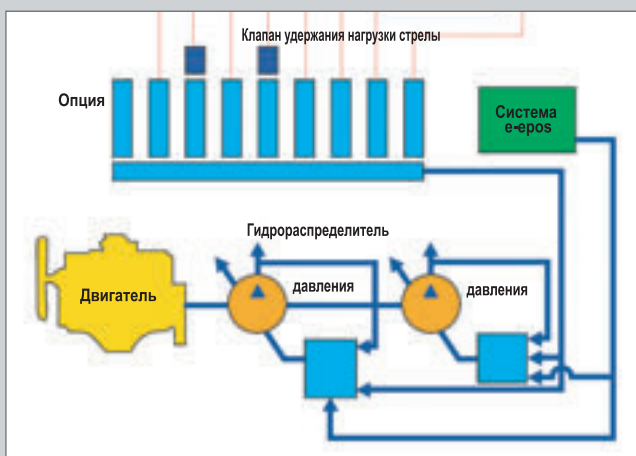 Клапан удержания нагрузки стрелы
Опция
Система
e-epos
Гидрораспределитель
Двигатель
давления
давления